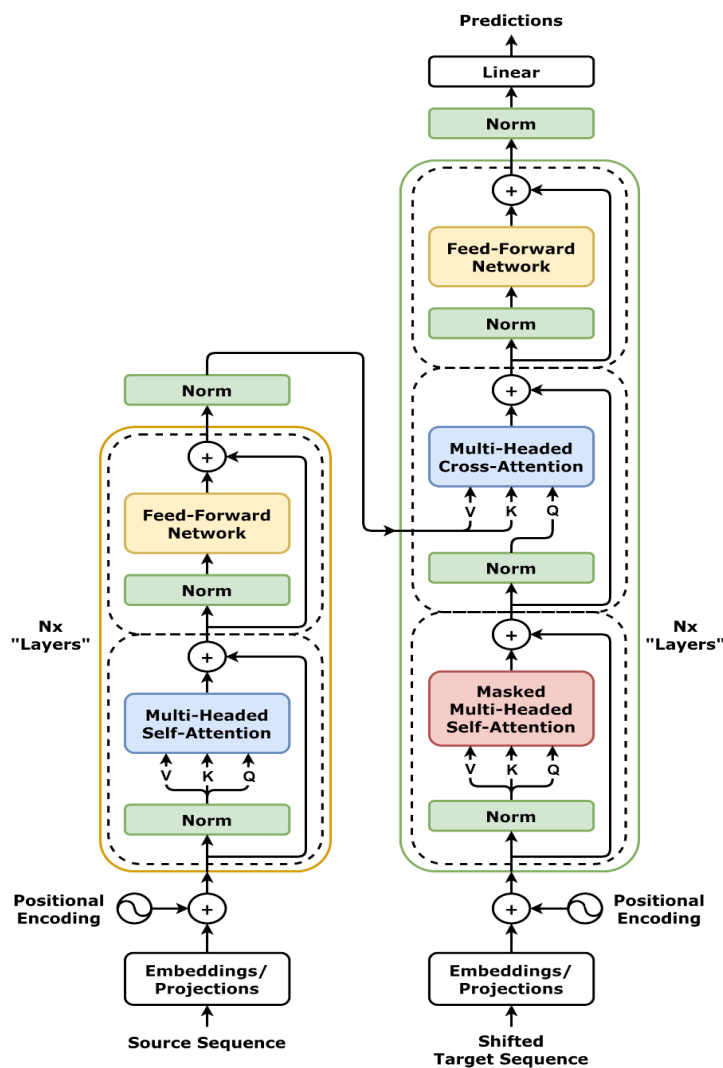 Predictions
Linear
Norm
+
Feed-Forward
Network
Norm
+
Multi-Headed
Cross-Attention
V K Q
Norm
+
Masked
Multi-Headed
Self-Attention
V K Q
Norm
Nx
"Layers"
+
Positional
Encoding
Embeddings/
Projections
Shifted
Target Sequence
Norm
+
Feed-Forward
Network
Norm
+
Multi-Headed
Self-Attention
V K Q
Norm
Nx
"Layers"
Positional
Encoding
+
Embeddings/
Projections
Source Sequence